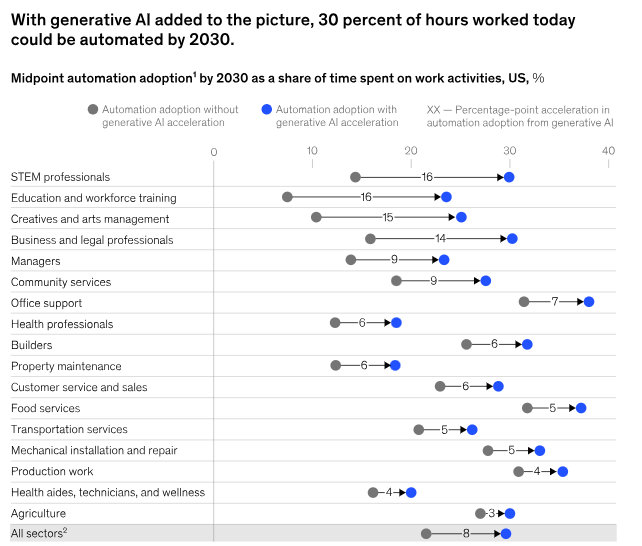 With generative AI added to the picture, 30 percent of hours worked today
could be automated by 2030.
Midpoint automation adoption¹ by 2030 as a share of time spent on work activities, US, %
Automation adoption without
generative AI acceleration
Automation adoption with
generative AI acceleration
XX — Percentage-point acceleration in
automation adoption from generative AI
0 10 20 30 40
STEM professionals 16
Education and workforce training 16
Creatives and arts management 15
Business and legal professionals 14
Managers 9
Community services 9
Office support 7
Health professionals 6
Builders 6
Property maintenance 6
Customer service and sales 6
Food services 5
Transportation services 5
Mechanical installation and repair 5
Production work 4
Health aides, technicians, and wellness 4
Agriculture 3
All sectors² 8